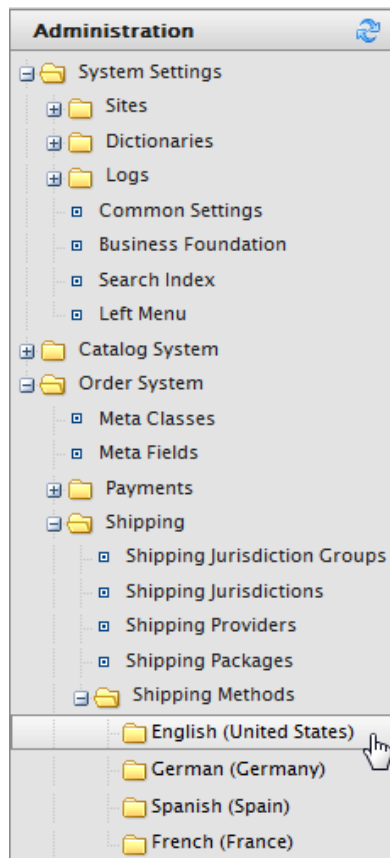 Administration
System Settings
Sites
Dictionaries
Logs
Common Settings
Business Foundation
Search Index
Left Menu
Catalog System
Order System
Meta Classes
Meta Fields
Payments
Shipping
Shipping Jurisdiction Groups
Shipping Jurisdictions
Shipping Providers
Shipping Packages
Shipping Methods
English (United States)
German (Germany)
Spanish (Spain)
French (France)